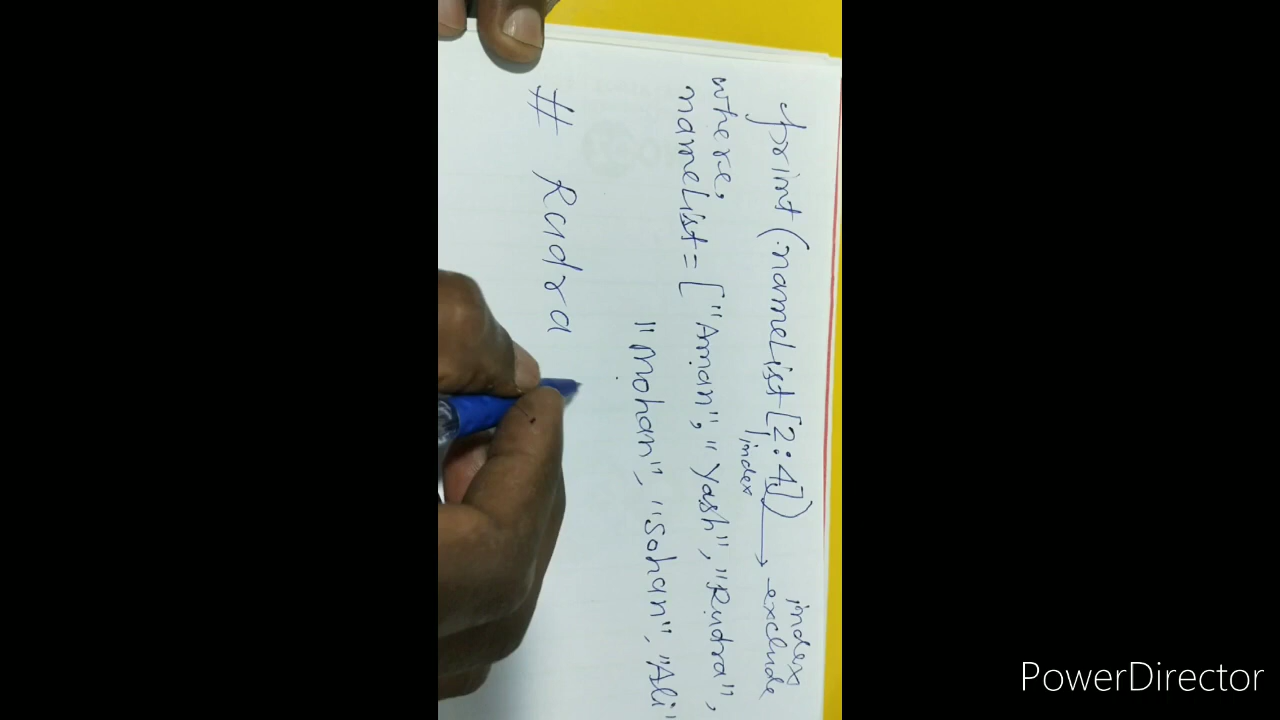 print(nameList[2:4]) → index
index exclude
where,
nameList = ["Aman", "Yash", "Rudra",
"Mohan", "Sohan", "Ali"
# Rudra
PowerDirector